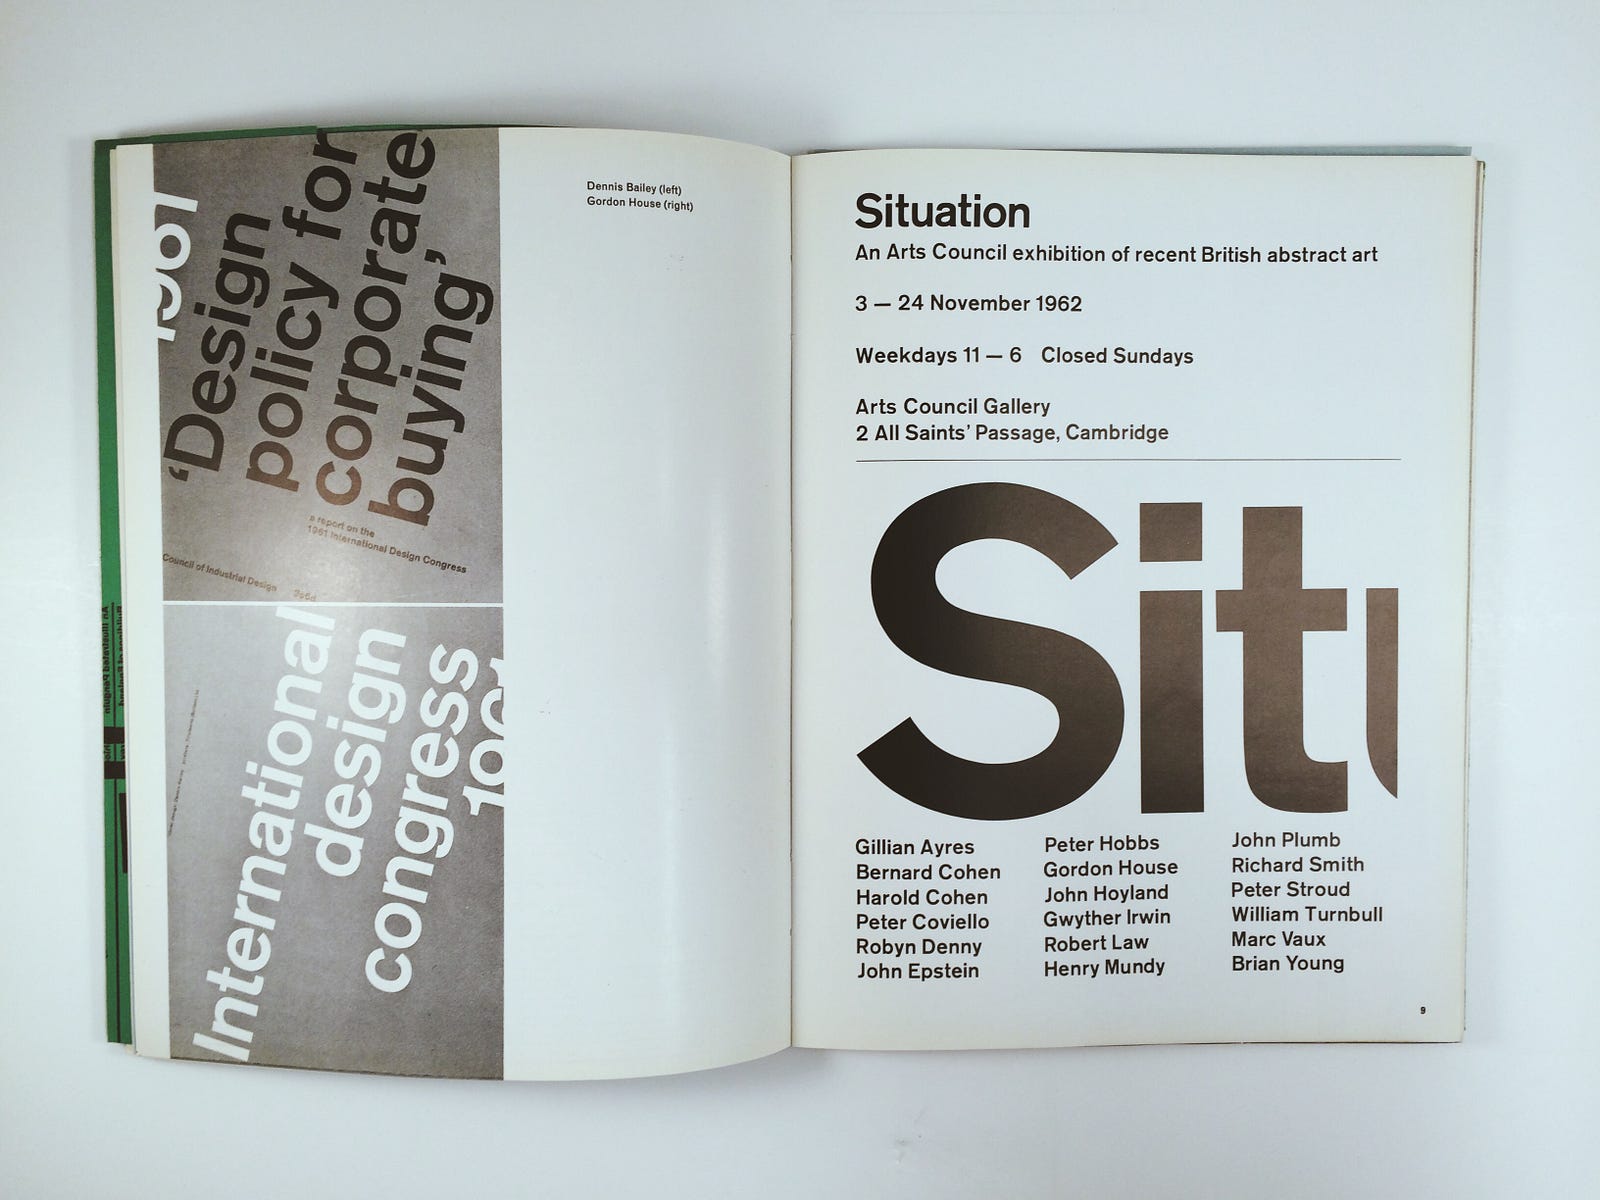 1961
‘Design
policy for
corporate
buying’
a report on the
1961 International Design Congress
Council of Industrial Design
International
design
congress
1961
Dennis Bailey (left)
Gordon House (right)
Situation
An Arts Council exhibition of recent British abstract art
3 — 24 November 1962
Weekdays 11 — 6 Closed Sundays
Arts Council Gallery
2 All Saints’ Passage, Cambridge
Situ
Gillian Ayres
Bernard Cohen
Harold Cohen
Peter Coviello
Robyn Denny
John Epstein
Peter Hobbs
Gordon House
John Hoyland
Gwyther Irwin
Robert Law
Henry Mundy
John Plumb
Richard Smith
Peter Stroud
William Turnbull
Marc Vaux
Brian Young
9